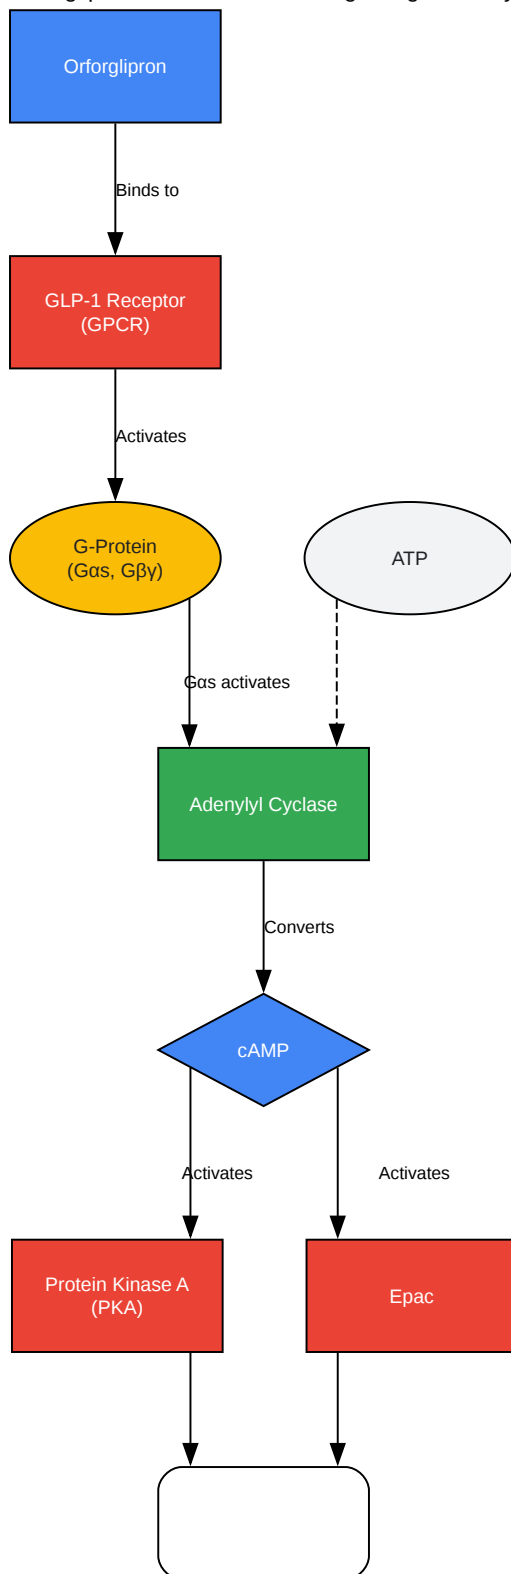 Orforglipron
Binds to
GLP-1 Receptor
(GPCR)
Activates
G-Protein
(Gαs, Gβγ)
ATP
Gαs activates
Adenylyl Cyclase
Converts
cAMP
Activates
Activates
Protein Kinase A
(PKA)
Epac